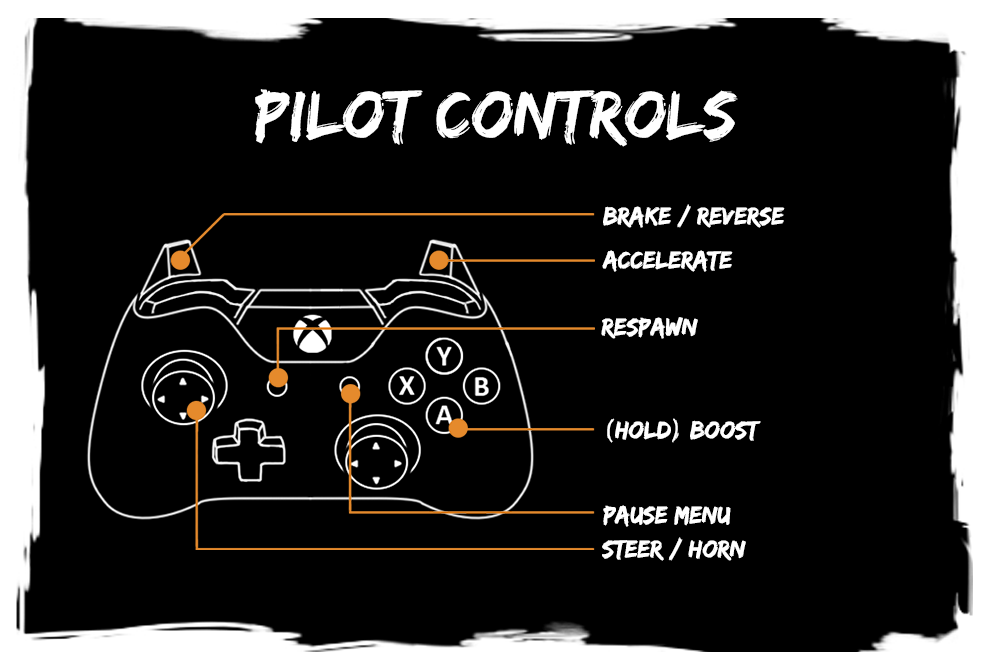 PILOT CONTROLS
BRAKE / REVERSE
ACCELERATE
RESPAWN
Y
X
B
A
(HOLD) BOOST
PAUSE MENU
STEER / HORN